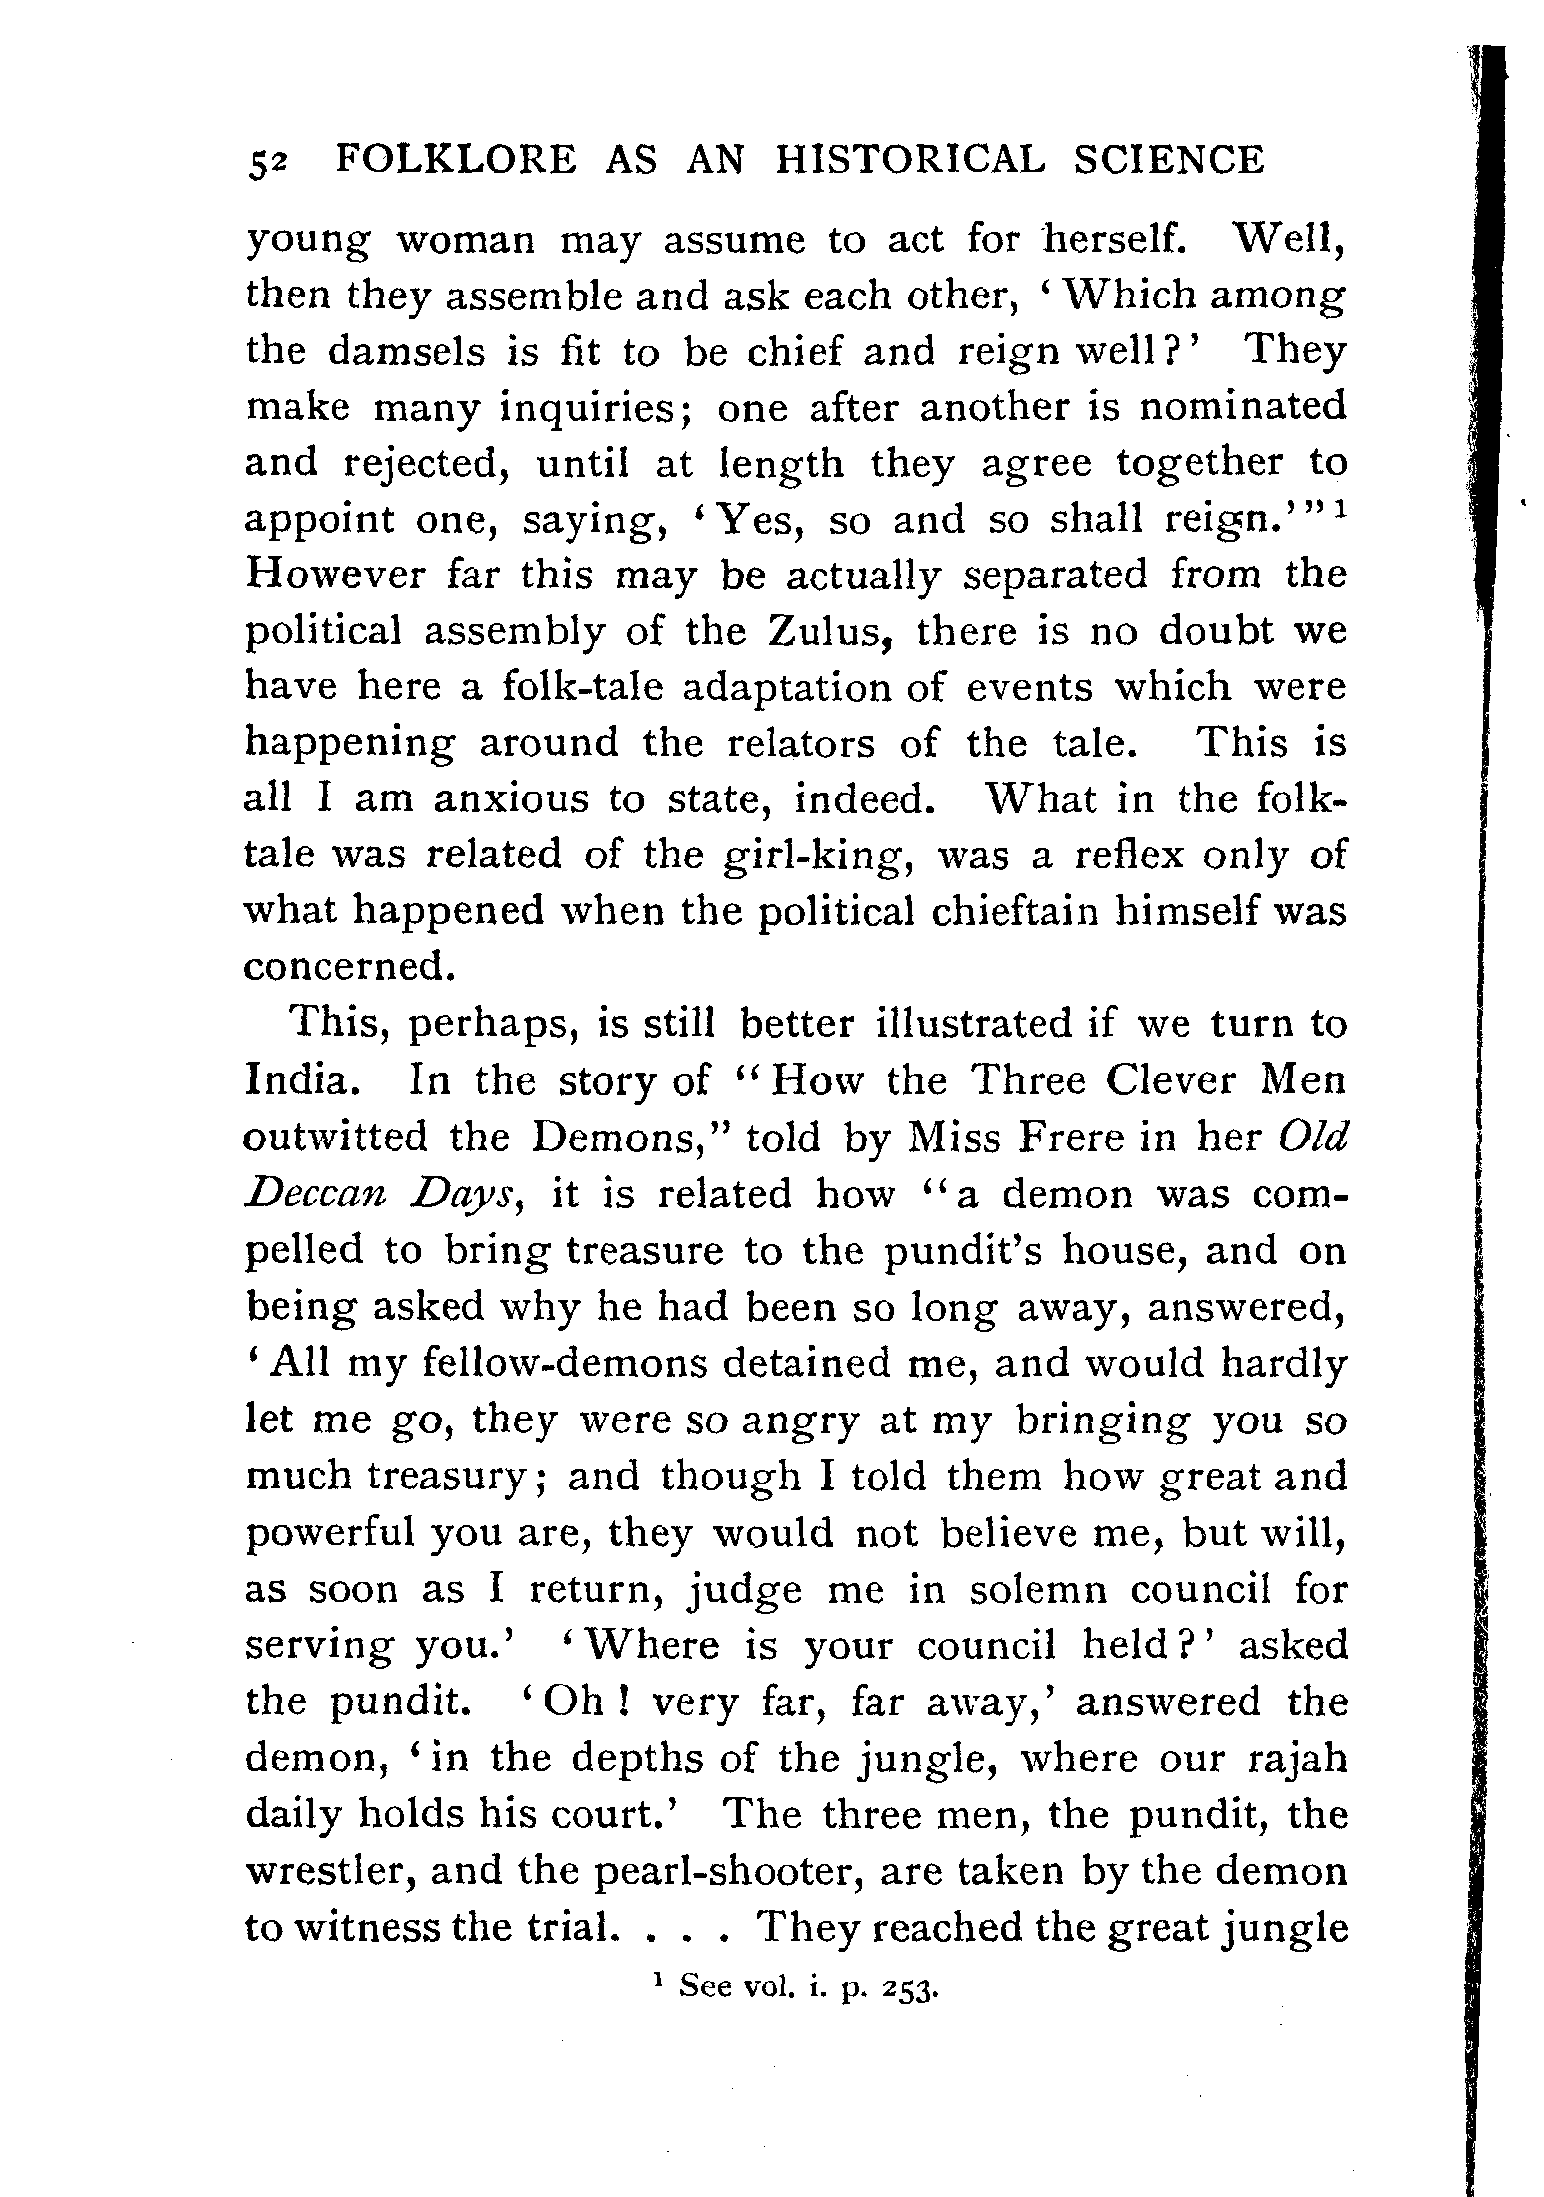 52 FOLKLORE AS AN HISTORICAL SCIENCE
young woman may assume to act for herself. Well,
then they assemble and ask each other, ‘Which among
the damsels is fit to be chief and reign well?’ They
make many inquiries; one after another is nominated
and rejected, until at length they agree together to
appoint one, saying, ‘Yes, so and so shall reign.’”¹
However far this may be actually separated from the
political assembly of the Zulus, there is no doubt we
have here a folk-tale adaptation of events which were
happening around the relators of the tale. This is
all I am anxious to state, indeed. What in the folk-
tale was related of the girl-king, was a reflex only of
what happened when the political chieftain himself was
concerned.
This, perhaps, is still better illustrated if we turn to
India. In the story of “How the Three Clever Men
outwitted the Demons,” told by Miss Frere in her Old
Deccan Days, it is related how “a demon was com-
pelled to bring treasure to the pundit’s house, and on
being asked why he had been so long away, answered,
‘All my fellow-demons detained me, and would hardly
let me go, they were so angry at my bringing you so
much treasury; and though I told them how great and
powerful you are, they would not believe me, but will,
as soon as I return, judge me in solemn council for
serving you.’ ‘Where is your council held?’ asked
the pundit. ‘Oh! very far, far away,’ answered the
demon, ‘in the depths of the jungle, where our rajah
daily holds his court.’ The three men, the pundit, the
wrestler, and the pearl-shooter, are taken by the demon
to witness the trial. . . . They reached the great jungle
¹ See vol. i. p. 253.